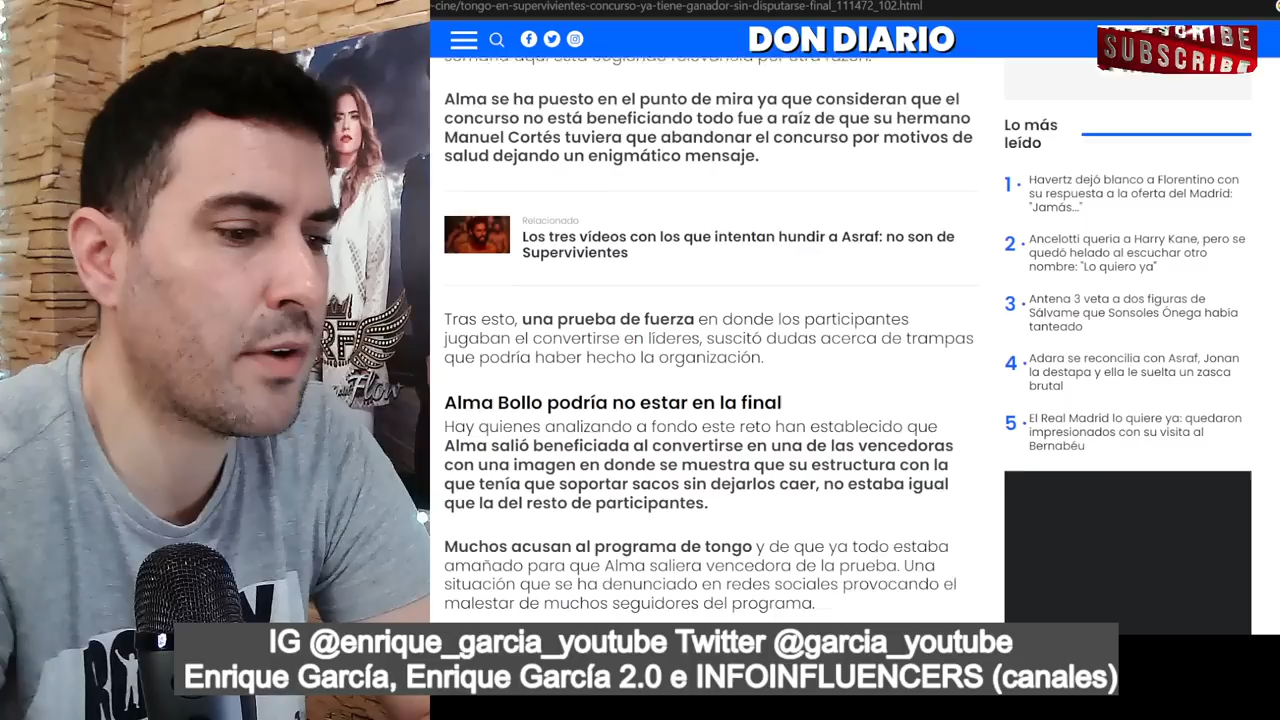 -cine/tongo-en-supervivientes-concurso-ya-tiene-ganador-sin-disputarse-final_111472_102.html
DON DIARIO
SUBSCRIBE
SUBSCRIBE
semana aquí está cogiendo relevancia por otra razón.
Alma se ha puesto en el punto de mira ya que consideran que el
concurso no está beneficiando todo fue a raíz de que su hermano
Manuel Cortés tuviera que abandonar el concurso por motivos de
salud dejando un enigmático mensaje.
Relacionado
Los tres vídeos con los que intentan hundir a Asraf: no son de
Supervivientes
Tras esto, una prueba de fuerza en donde los participantes
jugaban el convertirse en líderes, suscitó dudas acerca de trampas
que podría haber hecho la organización.
Alma Bollo podría no estar en la final
Hay quienes analizando a fondo este reto han establecido que
Alma salió beneficiada al convertirse en una de las vencedoras
con una imagen en donde se muestra que su estructura con la
que tenía que soportar sacos sin dejarlos caer, no estaba igual
que la del resto de participantes.
Muchos acusan al programa de tongo y de que ya todo estaba
amañado para que Alma saliera vencedora de la prueba. Una
situación que se ha denunciado en redes sociales provocando el
malestar de muchos seguidores del programa.
Lo más
leído
1 · Havertz dejó blanco a Florentino con
su respuesta a la oferta del Madrid:
"Jamás..."
2 · Ancelotti queria a Harry Kane, pero se
quedó helado al escuchar otro
nombre: "Lo quiero ya"
3 · Antena 3 veta a dos figuras de
Sálvame que Sonsoles Ónega había
tanteado
4 · Adara se reconcilia con Asraf, Jonan
la destapa y ella le suelta un zasca
brutal
5 · El Real Madrid lo quiere ya: quedaron
impresionados con su visita al
Bernabéu
Flow
IG @enrique_garcia_youtube Twitter @garcia_youtube
Enrique García, Enrique García 2.0 e INFOINFLUENCERS (canales)